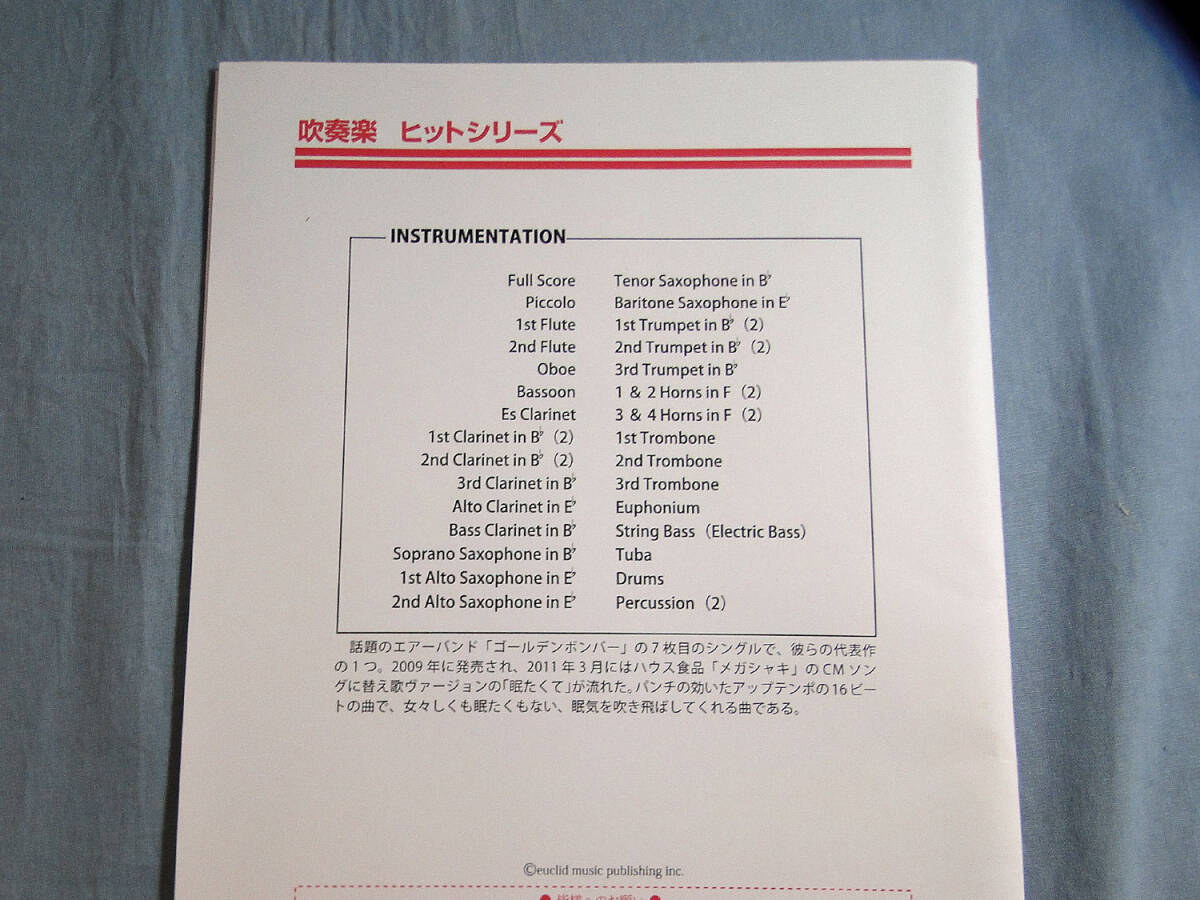 吹奏楽 ヒットシリーズ
INSTRUMENTATION
Full Score
Piccolo
1st Flute
2nd Flute
Oboe
Bassoon
Es Clarinet
1st Clarinet in B♭（2）
2nd Clarinet in B♭（2）
3rd Clarinet in B♭
Alto Clarinet in E♭
Bass Clarinet in B♭
Soprano Saxophone in B♭
1st Alto Saxophone in E♭
2nd Alto Saxophone in E♭
Tenor Saxophone in B♭
Baritone Saxophone in E♭
1st Trumpet in B♭（2）
2nd Trumpet in B♭（2）
3rd Trumpet in B♭
1 & 2 Horns in F（2）
3 & 4 Horns in F（2）
1st Trombone
2nd Trombone
3rd Trombone
Euphonium
String Bass（Electric Bass）
Tuba
Drums
Percussion（2）
話題のエアーバンド「ゴールデンボンバー」の7枚目のシングルで、彼らの代表作
の1つ。2009年に発売され、2011年3月にはハウス食品「メガシャキ」のCMソン
グに替え歌ヴァージョンの「眠たくて」が流れた。パンチの効いたアップテンポの16ビー
トの曲で、女々しくも眠たくもない、眠気を吹き飛ばしてくれる曲である。
©euclid music publishing inc.
● 皆様へのお願い ●